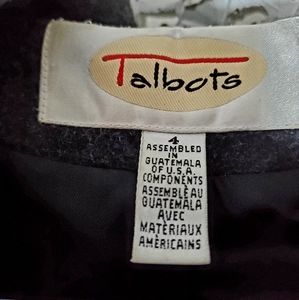 Talbots
4
ASSEMBLED
IN
GUATEMALA
OF U.S.A.
COMPONENTS
ASSEMBLÉ AU
GUATEMALA
AVEC
MATÉRIAUX
AMÉRICAINS